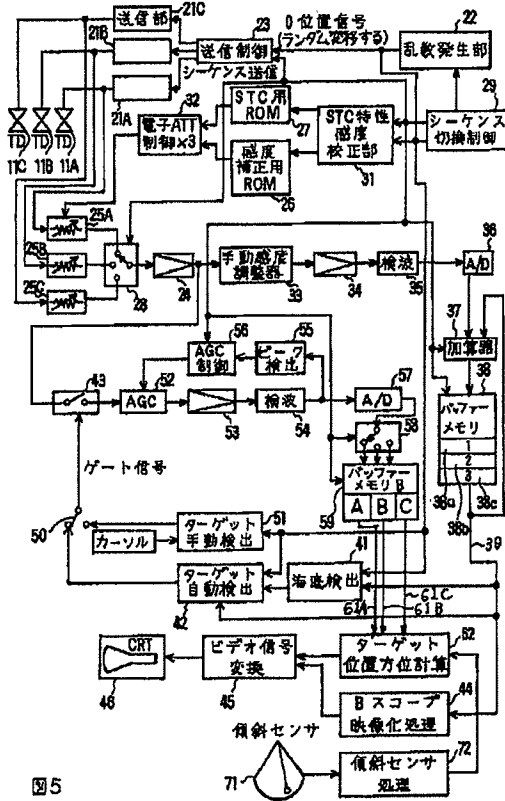 21C
送信部
21B
23
送信制御
0位置信号
(ランダム変移する)
22
乱数発生部
シーケンス送信
21A
TD
TD
TD
11C
11B
11A
32
電子ATT
制御×3
STC用
ROM
27
感度
補正用
ROM
26
STC特性
感度
校正部
31
29
シーケンス
切換制御
25A
25B
25C
28
24
手動感度
調整器
33
34
検波
35
A/D
36
37
加算器
38
バッファー
メモリ
1
2
3
38a
38b
38c
39
56
AGC
制御
55
ピーク
検出
43
52
AGC
53
検波
54
57
A/D
58
バッファー
メモリB
59
A
B
C
ゲート信号
50
カーソル
ターゲット
手動検出
51
ターゲット
自動検出
42
41
海底検出
61A
61B
61C
CRT
46
ビデオ信号
変換
45
ターゲット
位置方位計算
62
Bスコープ
映像化処理
44
傾斜センサ
71
傾斜センサ
処理
72
図5